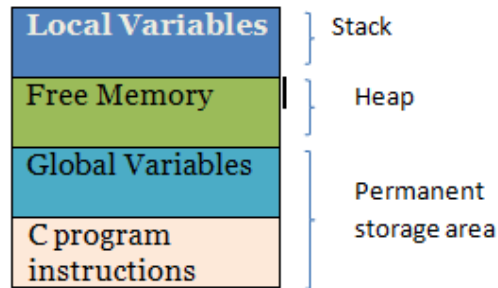 Local Variables
Stack
Free Memory
Heap
Global Variables
Permanent
storage area
C program
instructions